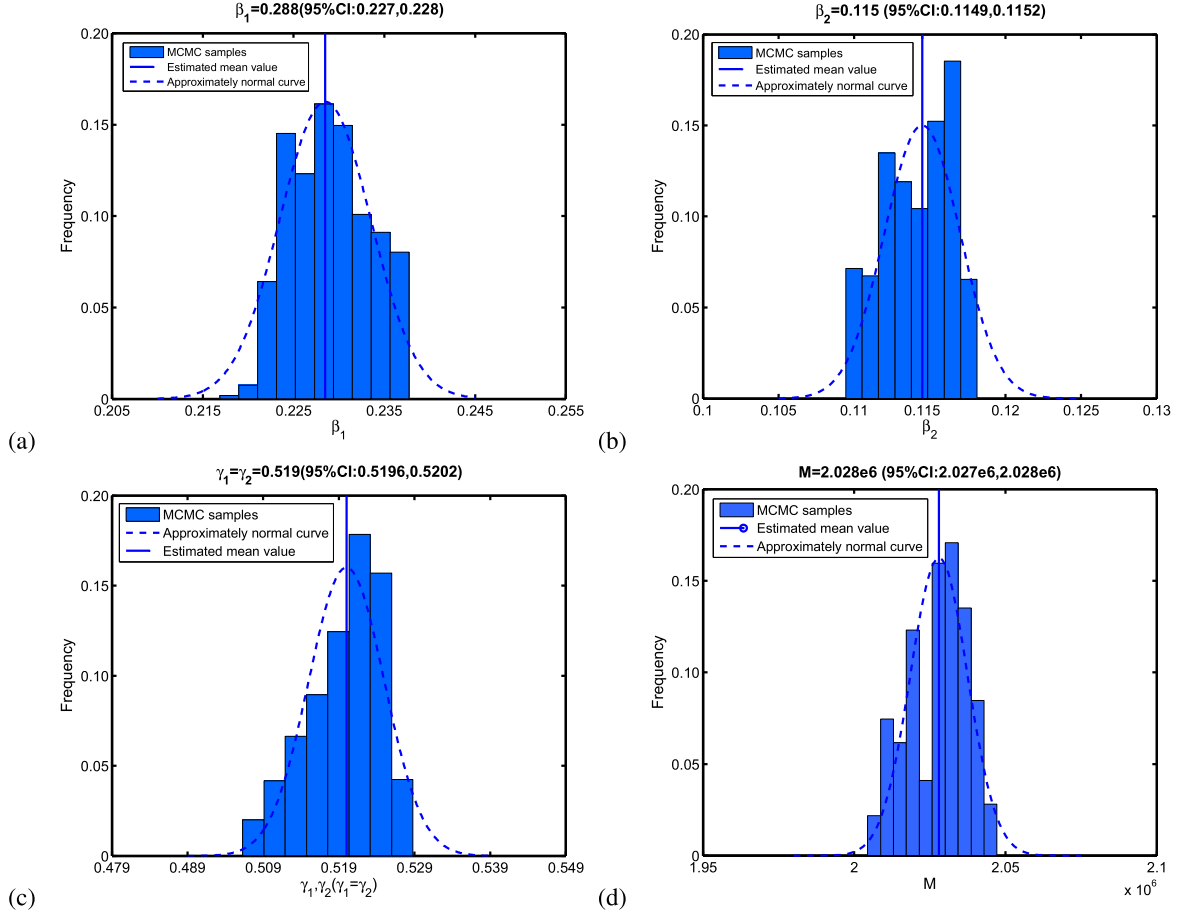 β1=0.288(95%CI:0.227,0.228)
0.20
MCMC samples
Estimated mean value
Approximately normal curve
0.15
Frequency
0.10
0.05
0
0.205 0.215 0.225 0.235 0.245 0.255
β1
(a)
β2=0.115 (95%CI:0.1149,0.1152)
0.20
MCMC samples
Estimated mean value
Approximately normal curve
0.15
Frequency
0.10
0.05
0
0.1 0.105 0.11 0.115 0.12 0.125 0.13
β2
(b)
γ1=γ2=0.519(95%CI:0.5196,0.5202)
0.20
MCMC samples
Approximately normal curve
Estimated mean value
0.15
Frequency
0.10
0.05
0
0.479 0.489 0.509 0.519 0.529 0.539 0.549
γ1,γ2(γ1=γ2)
(c)
M=2.028e6 (95%CI:2.027e6,2.028e6)
0.20
MCMC samples
Estimated mean value
Approximately normal curve
0.15
Frequency
0.10
0.05
0
1.95 2 2.05 2.1
M
x 10^6
(d)